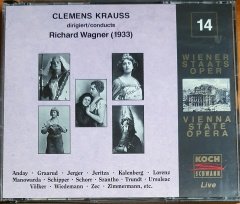 CLEMENS KRAUSS
dirigiert/conducts
Richard Wagner (1933)
14
WIENER
STAATS
OPER
VIENNA
STATE
OPERA
KOCH
SCHWANN
Live
Anday · Graarud · Jerger · Jeritza · Kalenberg · Lorenz
Manowarda · Schipper · Schorr · Szantho · Trundt · Ursuleac
Völker · Wiedemann · Zec · Zimmermann, etc.